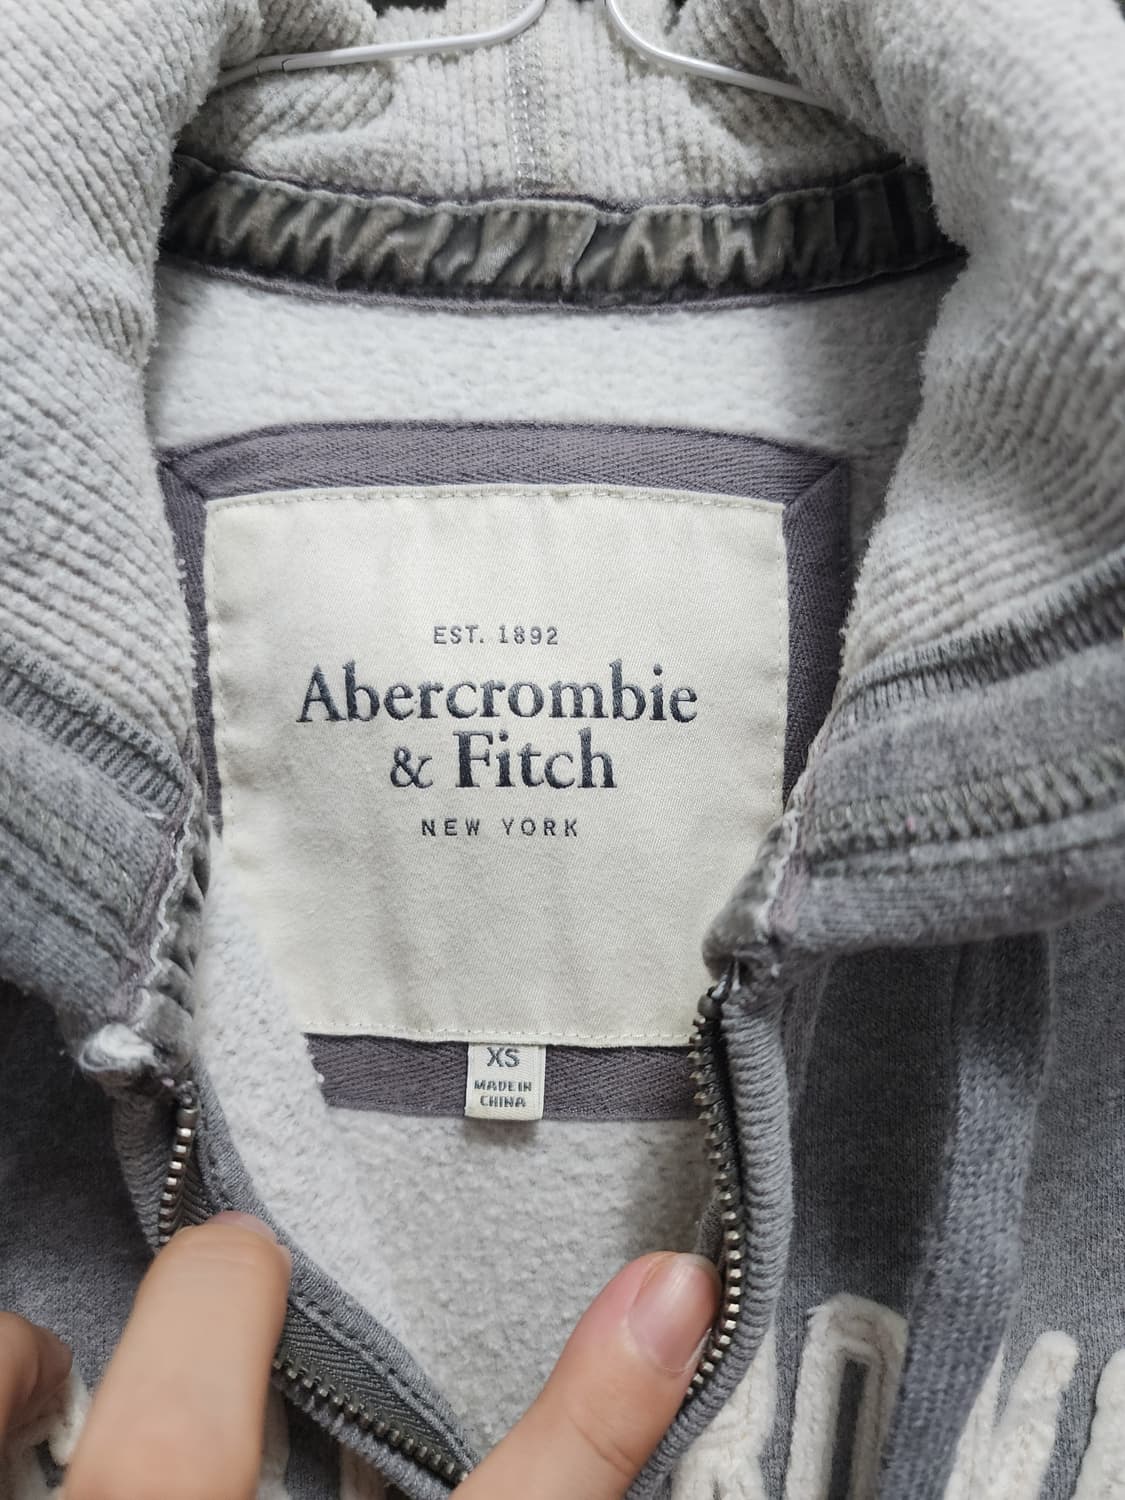 EST. 1892
Abercrombie
& Fitch
NEW YORK
XS
MADE IN
CHINA